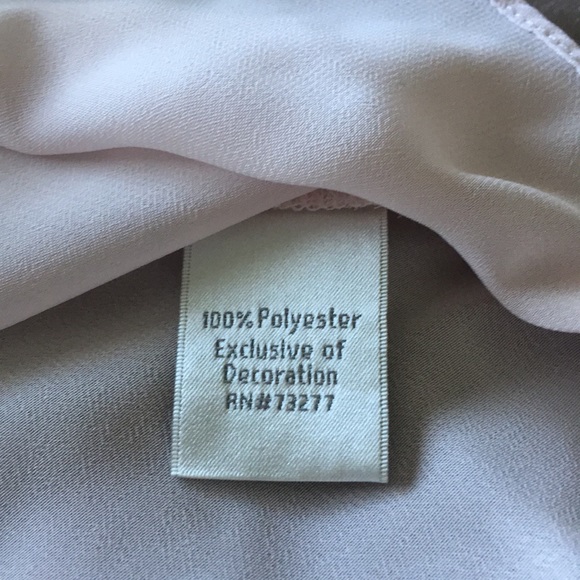 100% Polyester
Exclusive of
Decoration
RN#73277